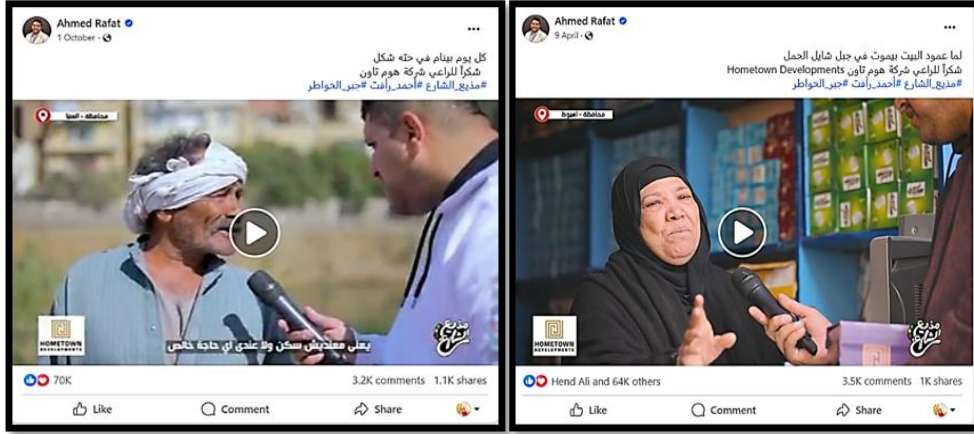 Ahmed Rafat
1 October
كل يوم بينام في حته شكل
شكراً للراعي شركة هوم تاون
#مذيع_الشارع #أحمد_رأفت #جبر_الخواطر
محافظة - المنيا
يعلى معنديش سكن ولا عندى أي حاجة خالص
HOMETOWN
DEVELOPMENTS
مذيع الشارع
70K
3.2K comments 1.1K shares
Like Comment Share
Ahmed Rafat
9 April
لما عمود البيت بيموت في جبل شايل الحمل
شكراً للراعي شركة هوم تاون Hometown Developments
#مذيع_الشارع #أحمد_رأفت #جبر_الخواطر
محافظة - أسيوط
HOMETOWN
DEVELOPMENTS
مذيع الشارع
Hend Ali and 64K others
3.5K comments 1K shares
Like Comment Share